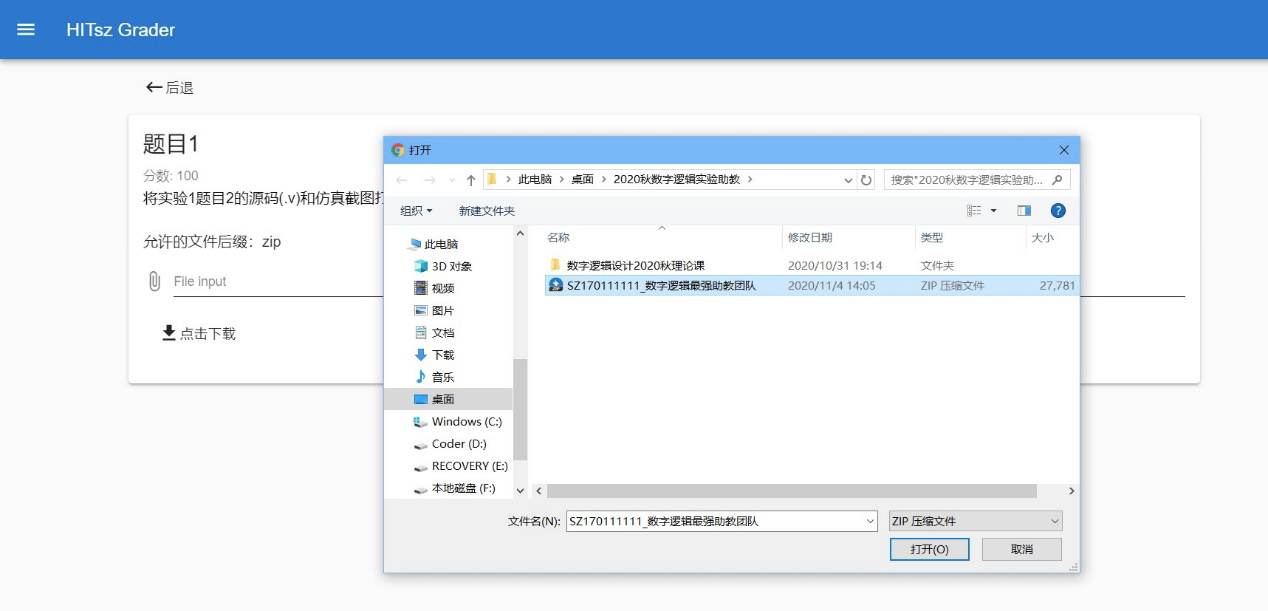 HITsz Grader
后退
题目1
分数: 100
将实验1题目2的源码(.v)和仿真截图
允许的文件后缀：zip
File input
点击下载
打开
此电脑 > 桌面 > 2020秋数字逻辑实验助教 >
搜索"2020秋数字逻辑实验助...
组织 新建文件夹
此电脑
3D 对象
视频
图片
文档
下载
音乐
桌面
Windows (C:)
Coder (D:)
RECOVERY (E:)
本地磁盘 (F:)
名称 修改日期 类型 大小
数字逻辑设计2020秋理论课 2020/10/31 19:14 文件夹
SZ170111111_数字逻辑最强助教团队 2020/11/4 14:05 ZIP 压缩文件 27,781
文件名(N): SZ170111111_数字逻辑最强助教团队 ZIP 压缩文件
打开(O) 取消